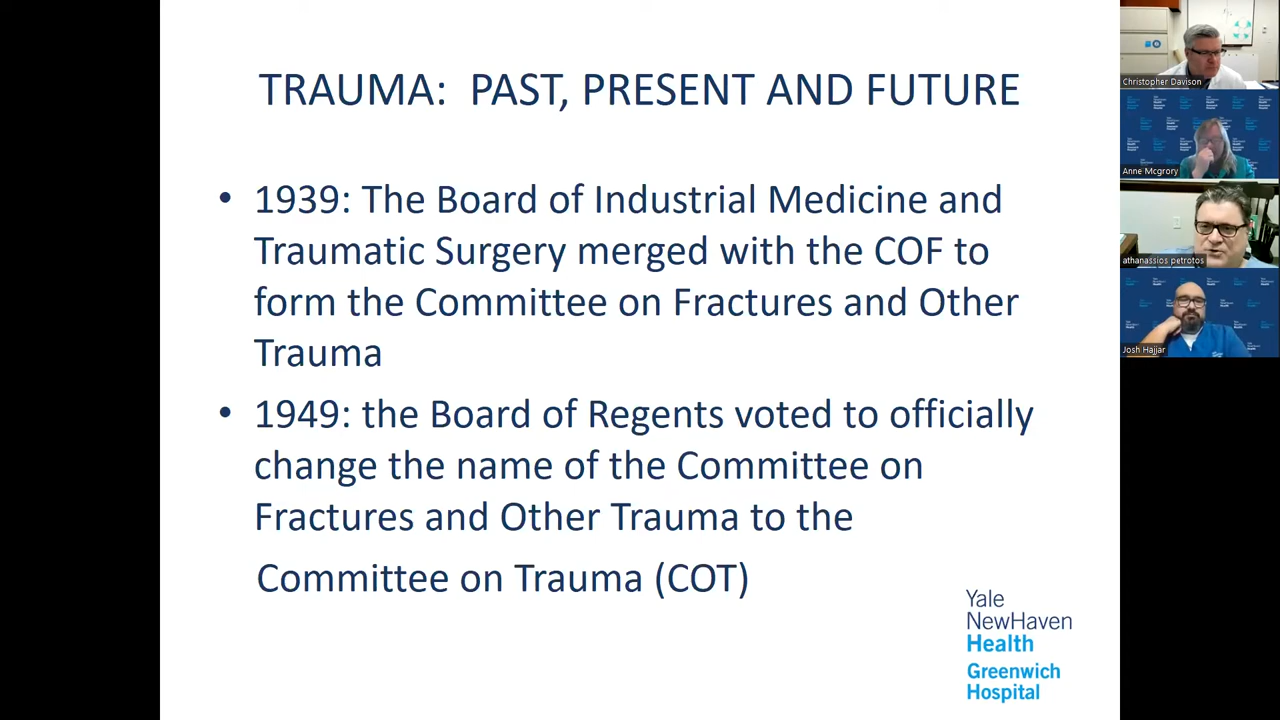 TRAUMA: PAST, PRESENT AND FUTURE
• 1939: The Board of Industrial Medicine and
Traumatic Surgery merged with the COF to
form the Committee on Fractures and Other
Trauma
• 1949: the Board of Regents voted to officially
change the name of the Committee on
Fractures and Other Trauma to the
Committee on Trauma (COT)
Yale
NewHaven
Health
Greenwich
Hospital
Christopher Davison
Anne Mcgrory
athanassios petrotos
Josh Hajjar